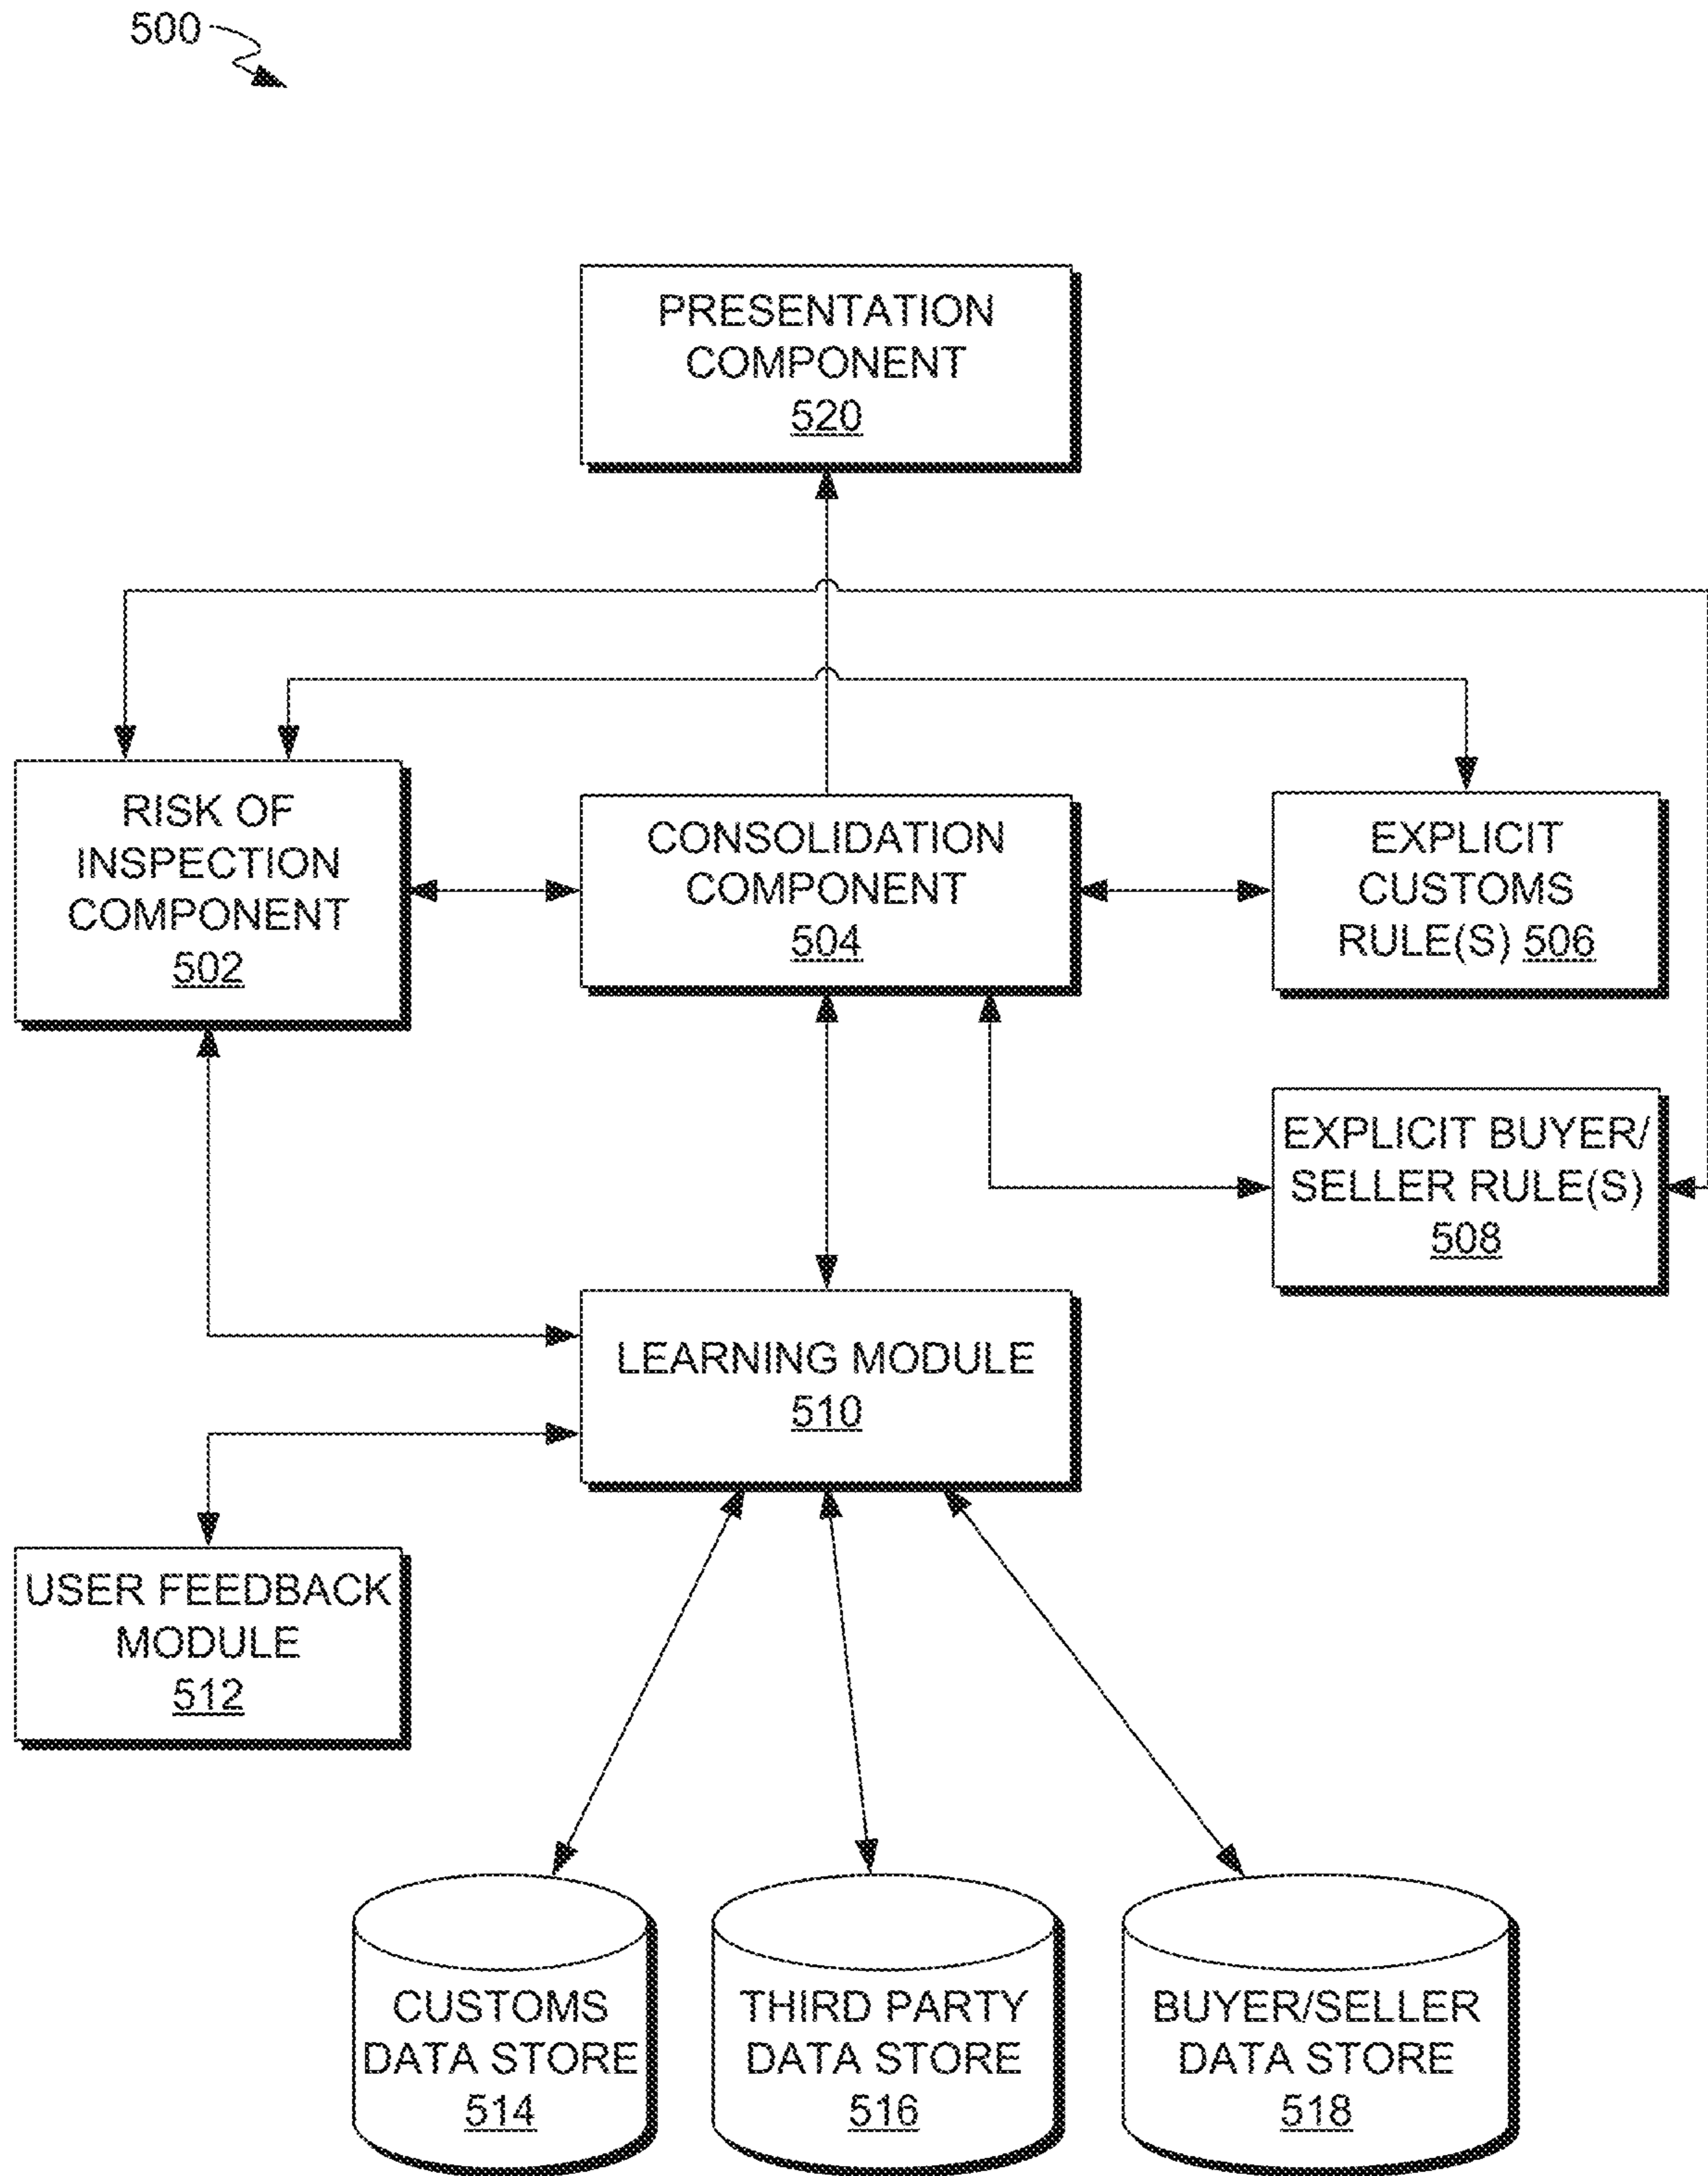 500
PRESENTATION
COMPONENT
520
RISK OF
INSPECTION
COMPONENT
502
CONSOLIDATION
COMPONENT
504
EXPLICIT
CUSTOMS
RULE(S) 506
EXPLICIT BUYER/
SELLER RULE(S)
508
LEARNING MODULE
510
USER FEEDBACK
MODULE
512
CUSTOMS
DATA STORE
514
THIRD PARTY
DATA STORE
516
BUYER/SELLER
DATA STORE
518